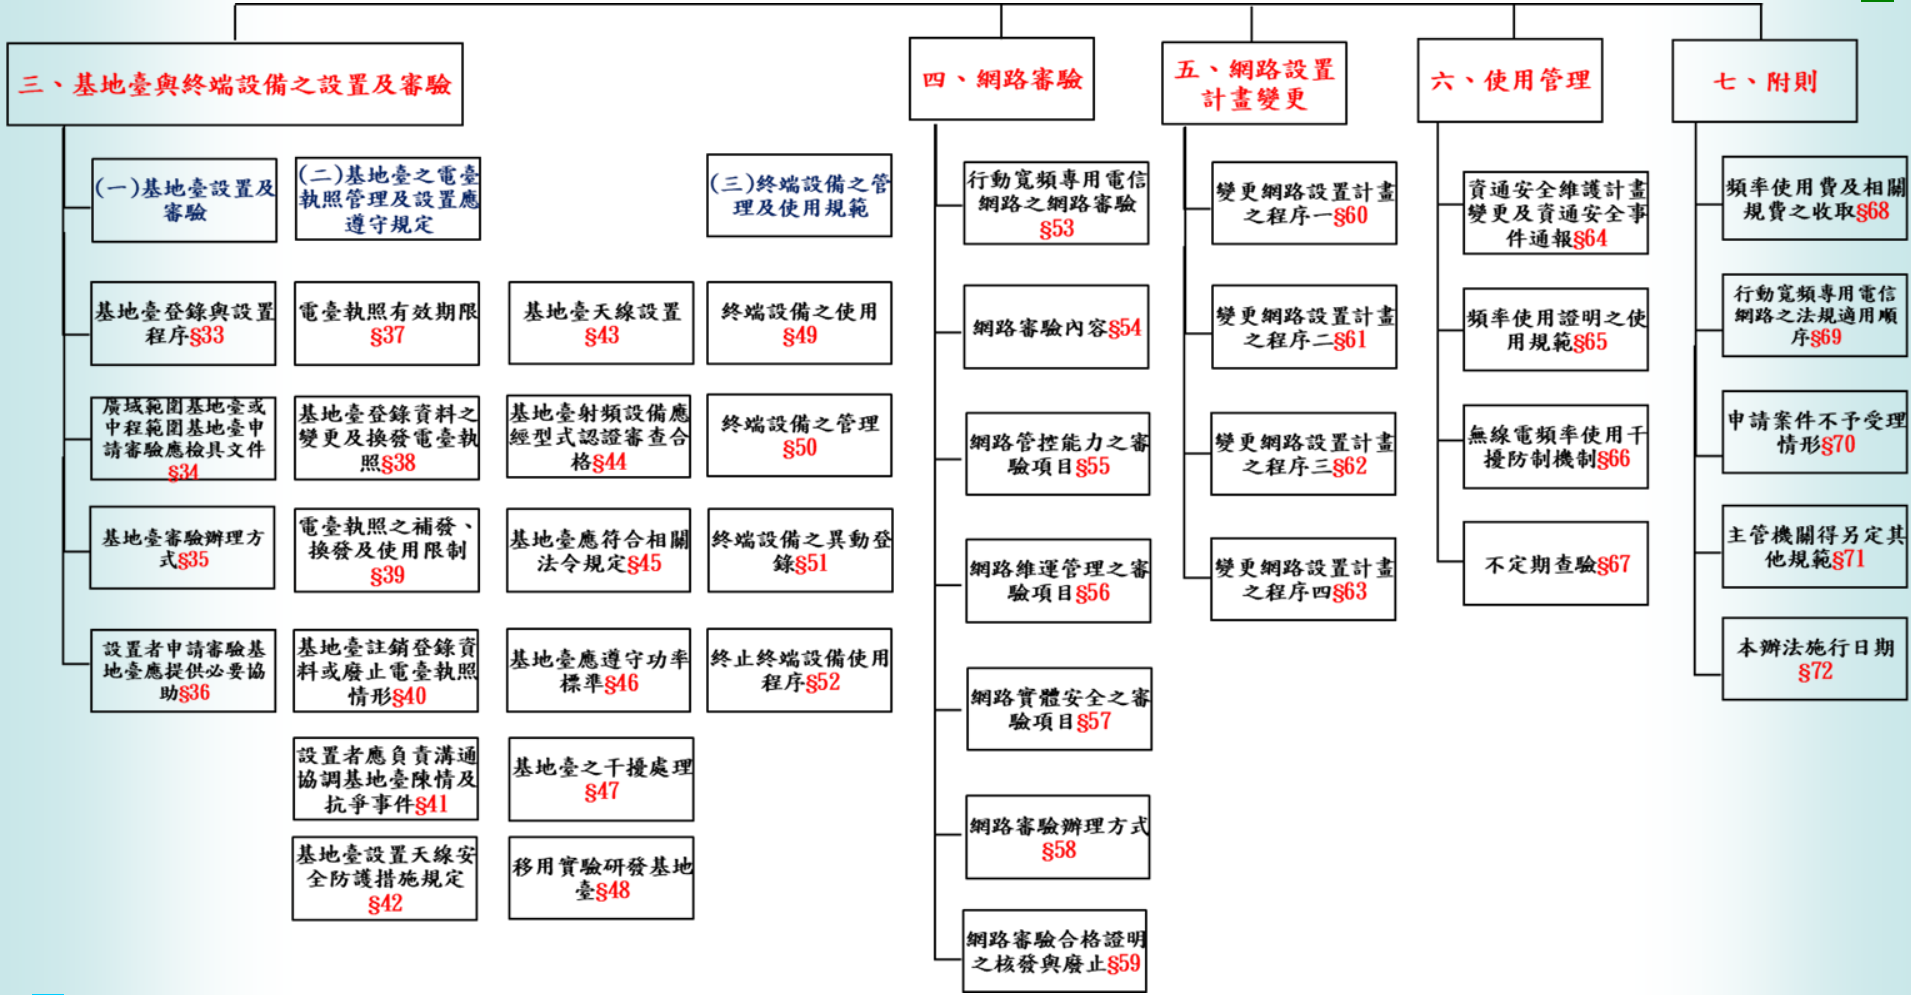 三、基地臺與終端設備之設置及審驗
(一)基地臺設置及
審驗
基地臺登錄與設置
程序§33
廣域範圍基地臺或
中程範圍基地臺申
請審驗應檢具文件
§34
基地臺審驗辦理方
式§35
設置者申請審驗基
地臺應提供必要協
助§36
(二)基地臺之電臺
執照管理及設置應
遵守規定
電臺執照有效期限
§37
基地臺登錄資料之
變更及換發電臺執
照§38
電臺執照之補發、
換發及使用限制
§39
基地臺註銷登錄資
料或廢止電臺執照
情形§40
設置者應負責溝通
協調基地臺陳情及
抗爭事件§41
基地臺設置天線安
全防護措施規定
§42
基地臺天線設置
§43
基地臺射頻設備應
經型式認證審查合
格§44
基地臺應符合相關
法令規定§45
基地臺應遵守功率
標準§46
基地臺之干擾處理
§47
移用實驗研發基地
臺§48
(三)終端設備之管
理及使用規範
終端設備之使用
§49
終端設備之管理
§50
終端設備之異動登
錄§51
終止終端設備使用
程序§52
四、網路審驗
行動寬頻專用電信
網路之網路審驗
§53
網路審驗內容§54
網路管控能力之審
驗項目§55
網路維運管理之審
驗項目§56
網路實體安全之審
驗項目§57
網路審驗辦理方式
§58
網路審驗合格證明
之核發與廢止§59
五、網路設置
計畫變更
變更網路設置計畫
之程序一§60
變更網路設置計畫
之程序二§61
變更網路設置計畫
之程序三§62
變更網路設置計畫
之程序四§63
六、使用管理
資通安全維護計畫
變更及資通安全事
件通報§64
頻率使用證明之使
用規範§65
無線電頻率使用干
擾防制機制§66
不定期查驗§67
七、附則
頻率使用費及相關
規費之收取§68
行動寬頻專用電信
網路之法規適用順
序§69
申請案件不予受理
情形§70
主管機關得另定其
他規範§71
本辦法施行日期
§72